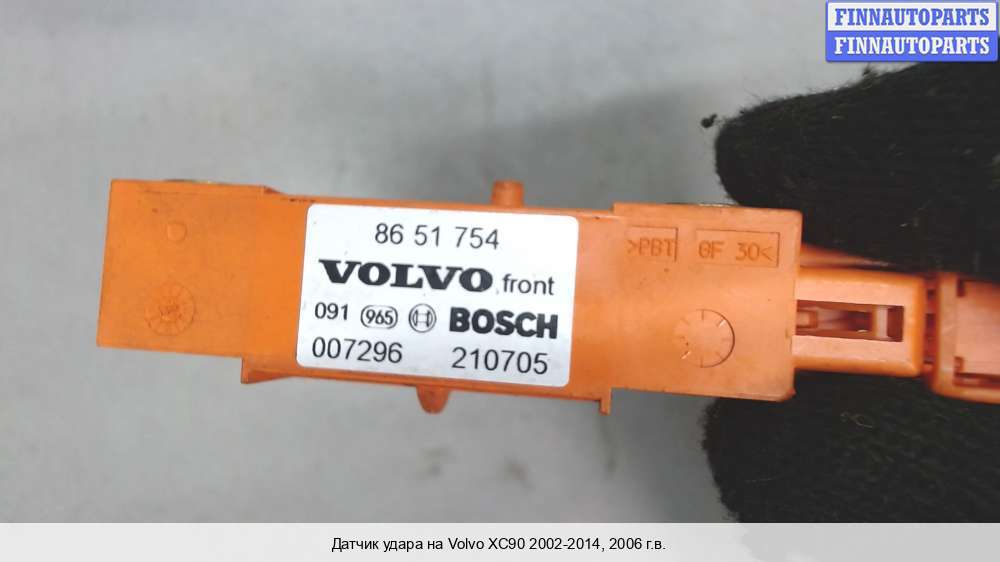 FINNAUTOPARTS
FINNAUTOPARTS
86 51 754
VOLVO front
091 965 BOSCH
007296 210705
>PBT GF 30<
Датчик удара на Volvo XC90 2002-2014, 2006 г.в.